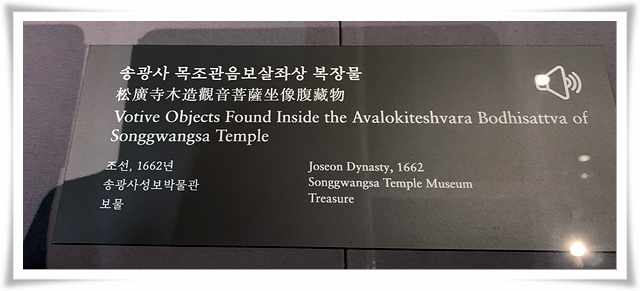 송광사 목조관음보살좌상 복장물
松廣寺木造觀音菩薩坐像腹藏物
Votive Objects Found Inside the Avalokiteshvara Bodhisattva of
Songgwangsa Temple
조선, 1662년
송광사성보박물관
보물
Joseon Dynasty, 1662
Songgwangsa Temple Museum
Treasure